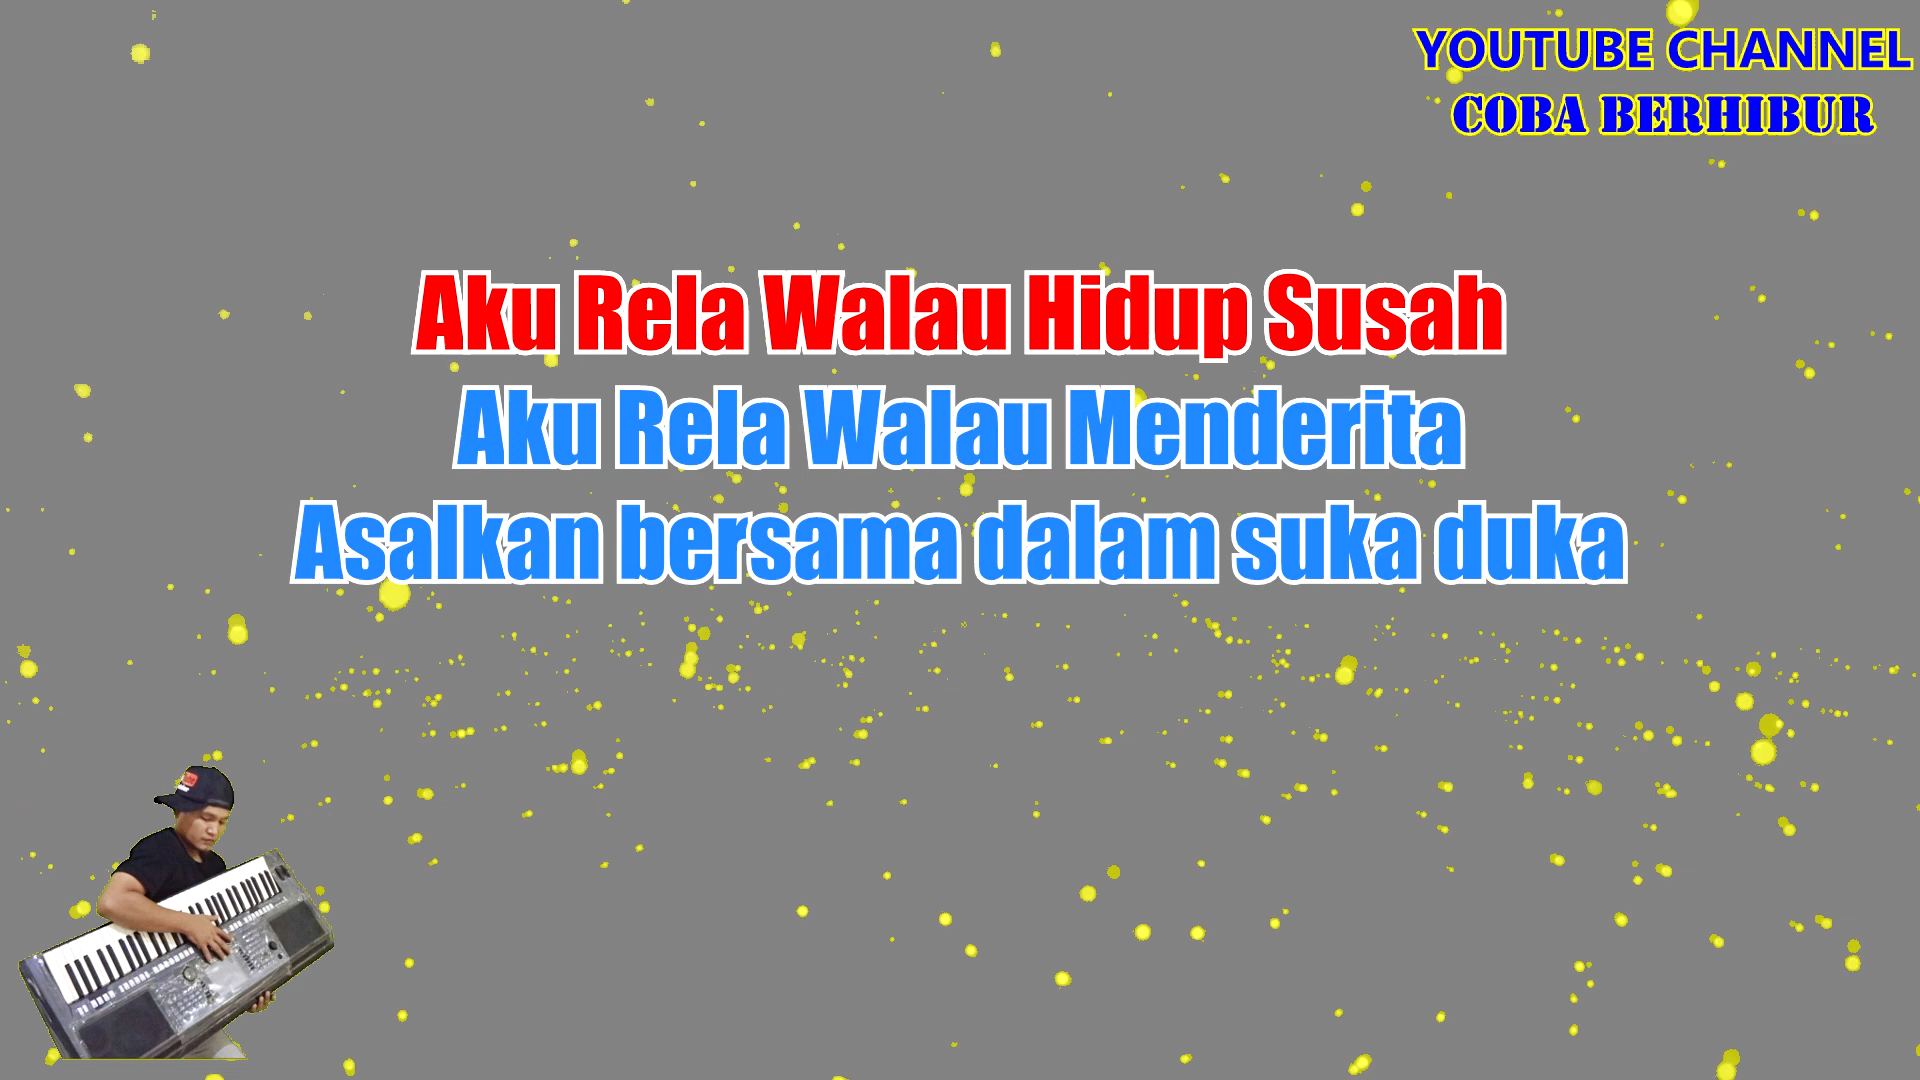 YOUTUBE CHANNEL
COBA BERHIBUR
Aku Rela Walau Hidup Susah
Aku Rela Walau Menderita
Asalkan bersama dalam suka duka